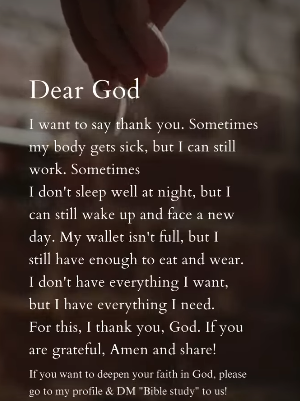 Dear God
I want to say thank you. Sometimes
my body gets sick, but I can still
work. Sometimes
I don't sleep well at night, but I
can still wake up and face a new
day. My wallet isn't full, but I
still have enough to eat and wear.
I don't have everything I want,
but I have everything I need.
For this, I thank you, God. If you
are grateful, Amen and share!
If you want to deepen your faith in God, please
go to my profile & DM "Bible study" to us!